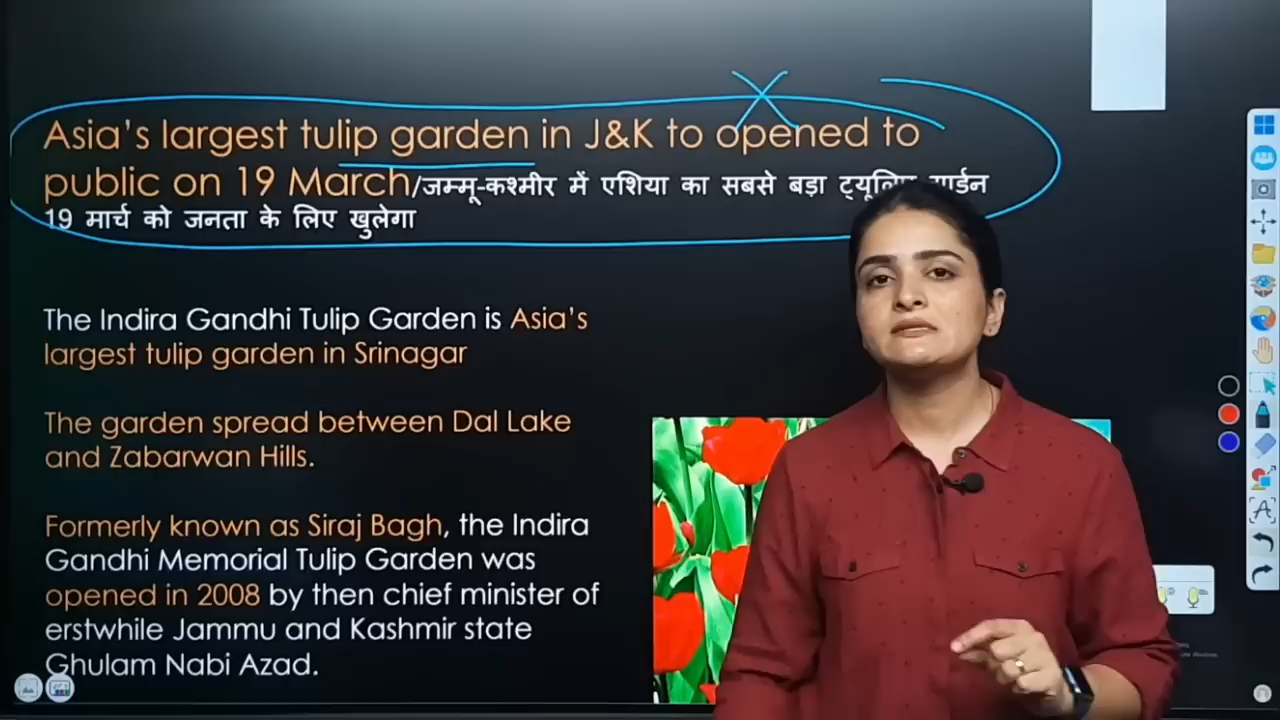 Asia's largest tulip garden in J&K to opened to
public on 19 March/जम्मू-कश्मीर में एशिया का सबसे बड़ा ट्यूलिप गार्डन
19 मार्च को जनता के लिए खुलेगा
The Indira Gandhi Tulip Garden is Asia's
largest tulip garden in Srinagar
The garden spread between Dal Lake
and Zabarwan Hills.
Formerly known as Siraj Bagh, the Indira
Gandhi Memorial Tulip Garden was
opened in 2008 by then chief minister of
erstwhile Jammu and Kashmir state
Ghulam Nabi Azad.